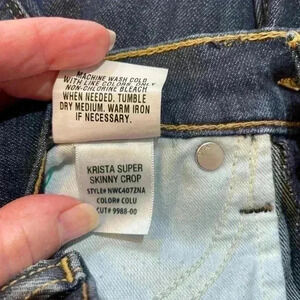 MACHINE WASH COLD
WITH LIKE COLORS. ONLY
NON-CHLORINE BLEACH
WHEN NEEDED. TUMBLE
DRY MEDIUM. WARM IRON
IF NECESSARY.
KRISTA SUPER
SKINNY CROP
STYLE# NWC407ZNA
COLOR# COLU
CUT# 9988-00